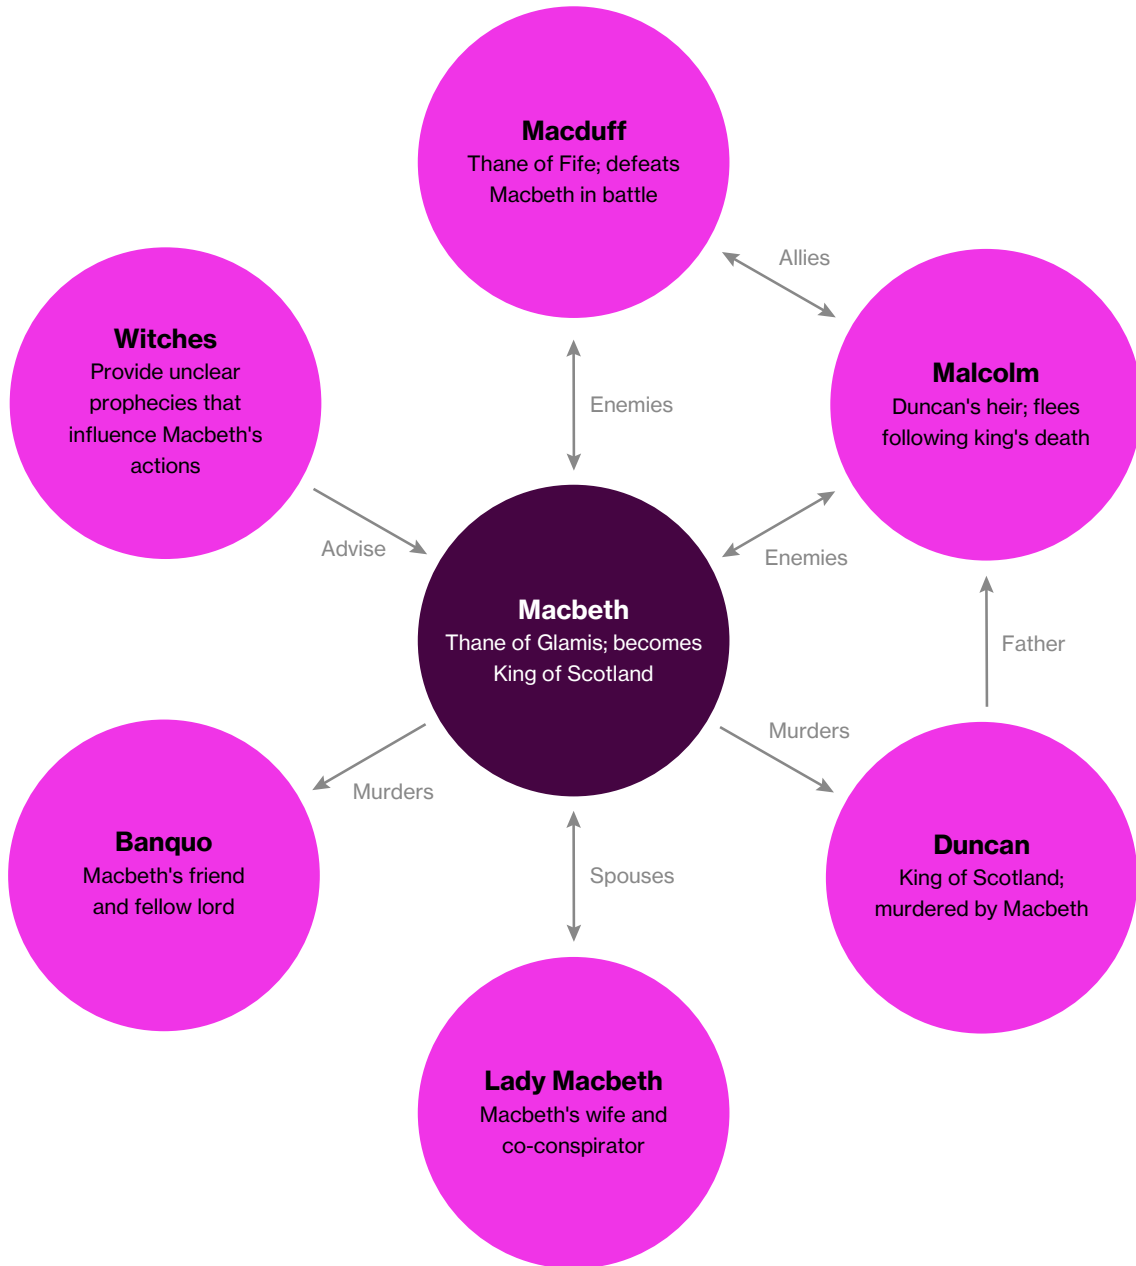 Macduff
Thane of Fife; defeats
Macbeth in battle
Allies
Witches
Provide unclear
prophecies that
influence Macbeth's
actions
Enemies
Malcolm
Duncan's heir; flees
following king's death
Advise
Enemies
Macbeth
Thane of Glamis; becomes
King of Scotland
Father
Murders
Murders
Banquo
Macbeth's friend
and fellow lord
Spouses
Duncan
King of Scotland;
murdered by Macbeth
Lady Macbeth
Macbeth's wife and
co-conspirator